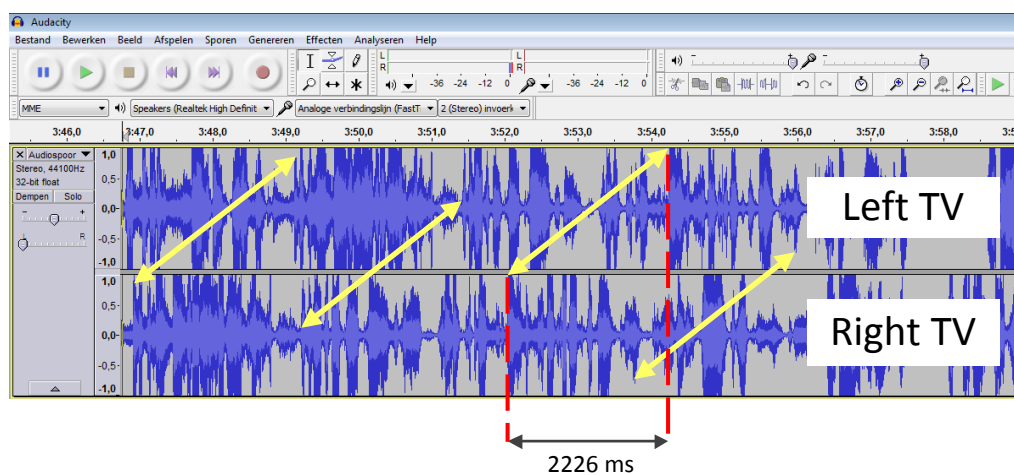 Audacity
Bestand Bewerken Beeld Afspelen Sporen Genereren Effecten Analyseren Help
L
R
-36 -24 -12 0
L
R
-36 -24 -12 0
MME
Speakers (Realtek High Definit
Analoge verbindingslijn (FastT
2 (Stereo) invoerk
3:46,0 3:47,0 3:48,0 3:49,0 3:50,0 3:51,0 3:52,0 3:53,0 3:54,0 3:55,0 3:56,0 3:57,0 3:58,0 3:5
Audiospoor
Stereo, 44100Hz
32-bit float
Dempen Solo
- +
L R
1,0
0,5-
0,0-
-0,5-
-1,0
Left TV
1,0
0,5-
0,0-
-0,5-
-1,0
Right TV
2226 ms